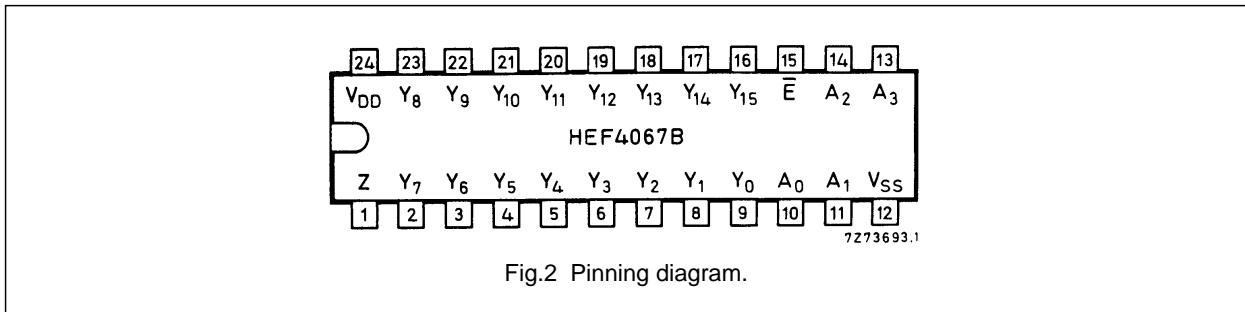 24 23 22 21 20 19 18 17 16 15 14 13
VDD Y8 Y9 Y10 Y11 Y12 Y13 Y14 Y15 E̅ A2 A3
HEF4067B
Z Y7 Y6 Y5 Y4 Y3 Y2 Y1 Y0 A0 A1 VSS
1 2 3 4 5 6 7 8 9 10 11 12
7Z73693.1
Fig.2 Pinning diagram.